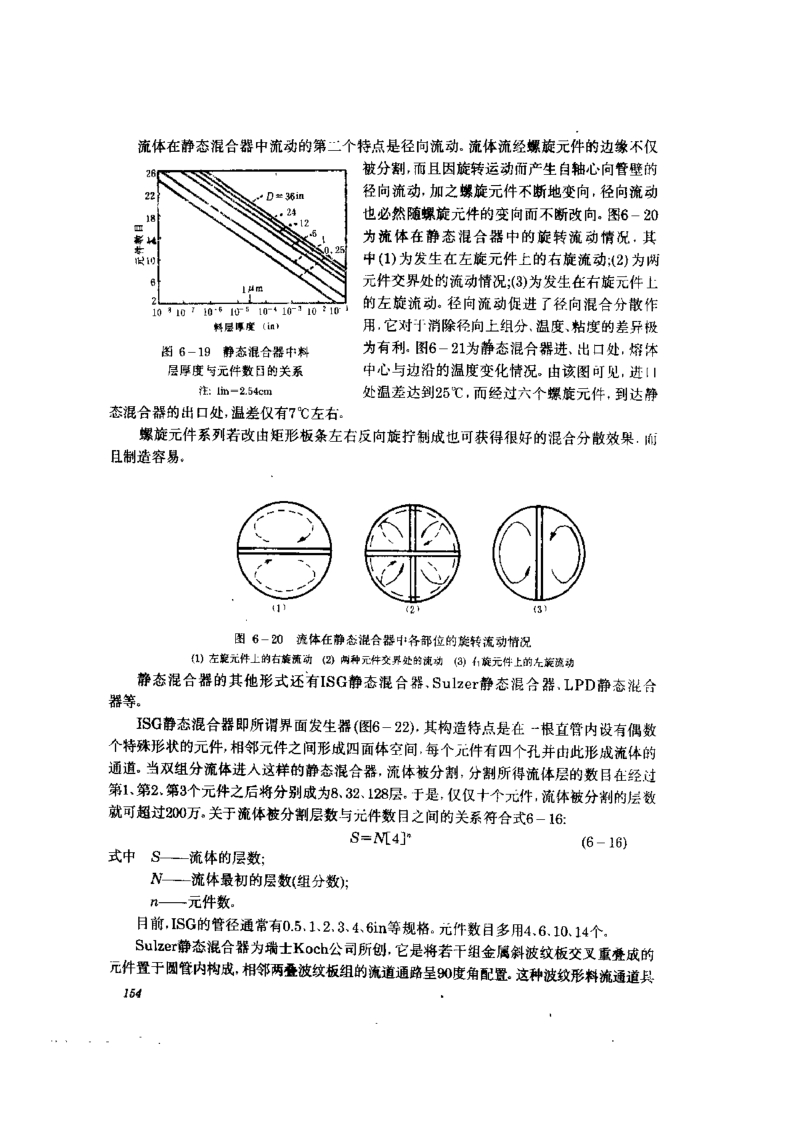 流体在静态混合器中流动的第二个特点是径向流动。流体流经螺旋元件的边缘不仅
被分割,而且因旋转运动而产生自轴心向管壁的
径向流动,加之螺旋元件不断地变向,径向流动
也必然随螺旋元件的变向而不断改向。图6-20
为流体在静态混合器中的旋转流动情况,其
中(1)为发生在左旋元件上的右旋流动;(2)为两
元件交界处的流动情况;(3)为发生在右旋元件上
的左旋流动。径向流动促进了径向混合分散作
用,它对于消除径向上组分、温度、粘度的差异极
为有利。图6-21为静态混合器进、出口处,熔体
中心与边沿的温度变化情况。由该图可见,进口
处温差达到25℃,而经过六个螺旋元件,到达静
元件数目
26
22
18
14
10
6
2
D=36in
24
12
6
1
0.25
1μm
10⁻⁸ 10⁻⁷ 10⁻⁶ 10⁻⁵ 10⁻⁴ 10⁻³ 10⁻² 10⁻¹
料层厚度 (in)
图 6-19 静态混合器中料
层厚度与元件数目的关系
注: 1in=2.54cm
态混合器的出口处,温差仅有7℃左右。
螺旋元件系列若改由矩形板条左右反向旋拧制成也可获得很好的混合分散效果,而
且制造容易。
(1) (2) (3)
图 6-20 流体在静态混合器中各部位的旋转流动情况
(1) 左旋元件上的右旋流动 (2) 两种元件交界处的流动 (3) 右旋元件上的左旋流动
静态混合器的其他形式还有ISG静态混合器、Sulzer静态混合器、LPD静态混合
器等。
ISG静态混合器即所谓界面发生器(图6-22),其构造特点是在一根直管内设有偶数
个特殊形状的元件,相邻元件之间形成四面体空间,每个元件有四个孔并由此形成流体的
通道。当双组分流体进入这样的静态混合器,流体被分割,分割所得流体层的数目在经过
第1、第2、第3个元件之后将分别成为8、32、128层。于是,仅仅十个元件,流体被分割的层数
就可超过200万。关于流体被分割层数与元件数目之间的关系符合式6-16:
S=N[4]ⁿ (6-16)
式中 S——流体的层数;
N——流体最初的层数(组分数);
n——元件数。
目前,ISG的管径通常有0.5、1、2、3、4、6in等规格。元件数目多用4、6、10、14个。
Sulzer静态混合器为瑞士Koch公司所创,它是将若干组金属斜波纹板交叉重叠成的
元件置于圆管内构成,相邻两叠波纹板组的流道通路呈90度角配置。这种波纹形料流通道具
154